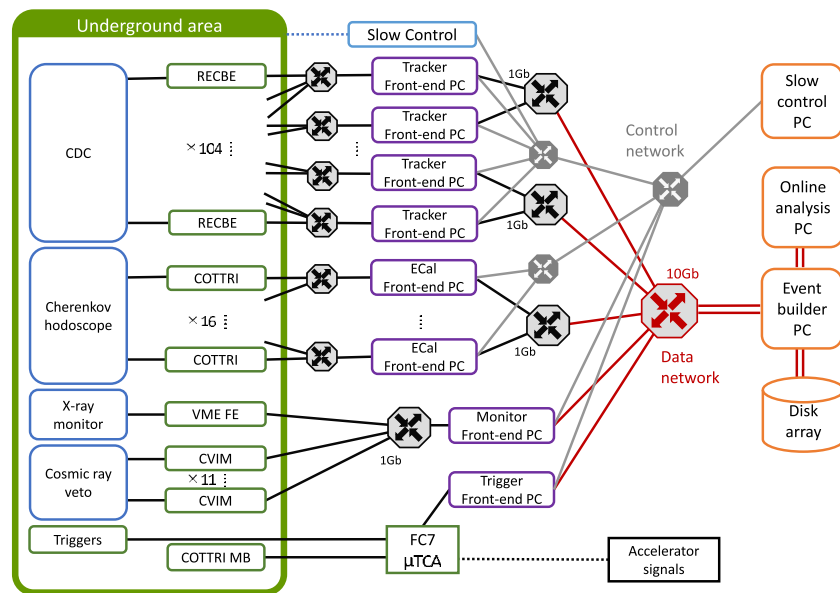 Underground area
Slow Control
CDC
RECBE
×104 ⋮
RECBE
Tracker
Front-end PC
Tracker
Front-end PC
⋮
Tracker
Front-end PC
Tracker
Front-end PC
1Gb
1Gb
Control
network
Slow
control
PC
Online
analysis
PC
Event
builder
PC
Disk
array
10Gb
Data
network
Cherenkov
hodoscope
COTTRI
×16 ⋮
COTTRI
ECal
Front-end PC
⋮
ECal
Front-end PC
1Gb
X-ray
monitor
VME FE
1Gb
Monitor
Front-end PC
Cosmic ray
veto
CVIM
×11 ⋮
CVIM
Trigger
Front-end PC
Triggers
COTTRI MB
FC7
μTCA
Accelerator
signals